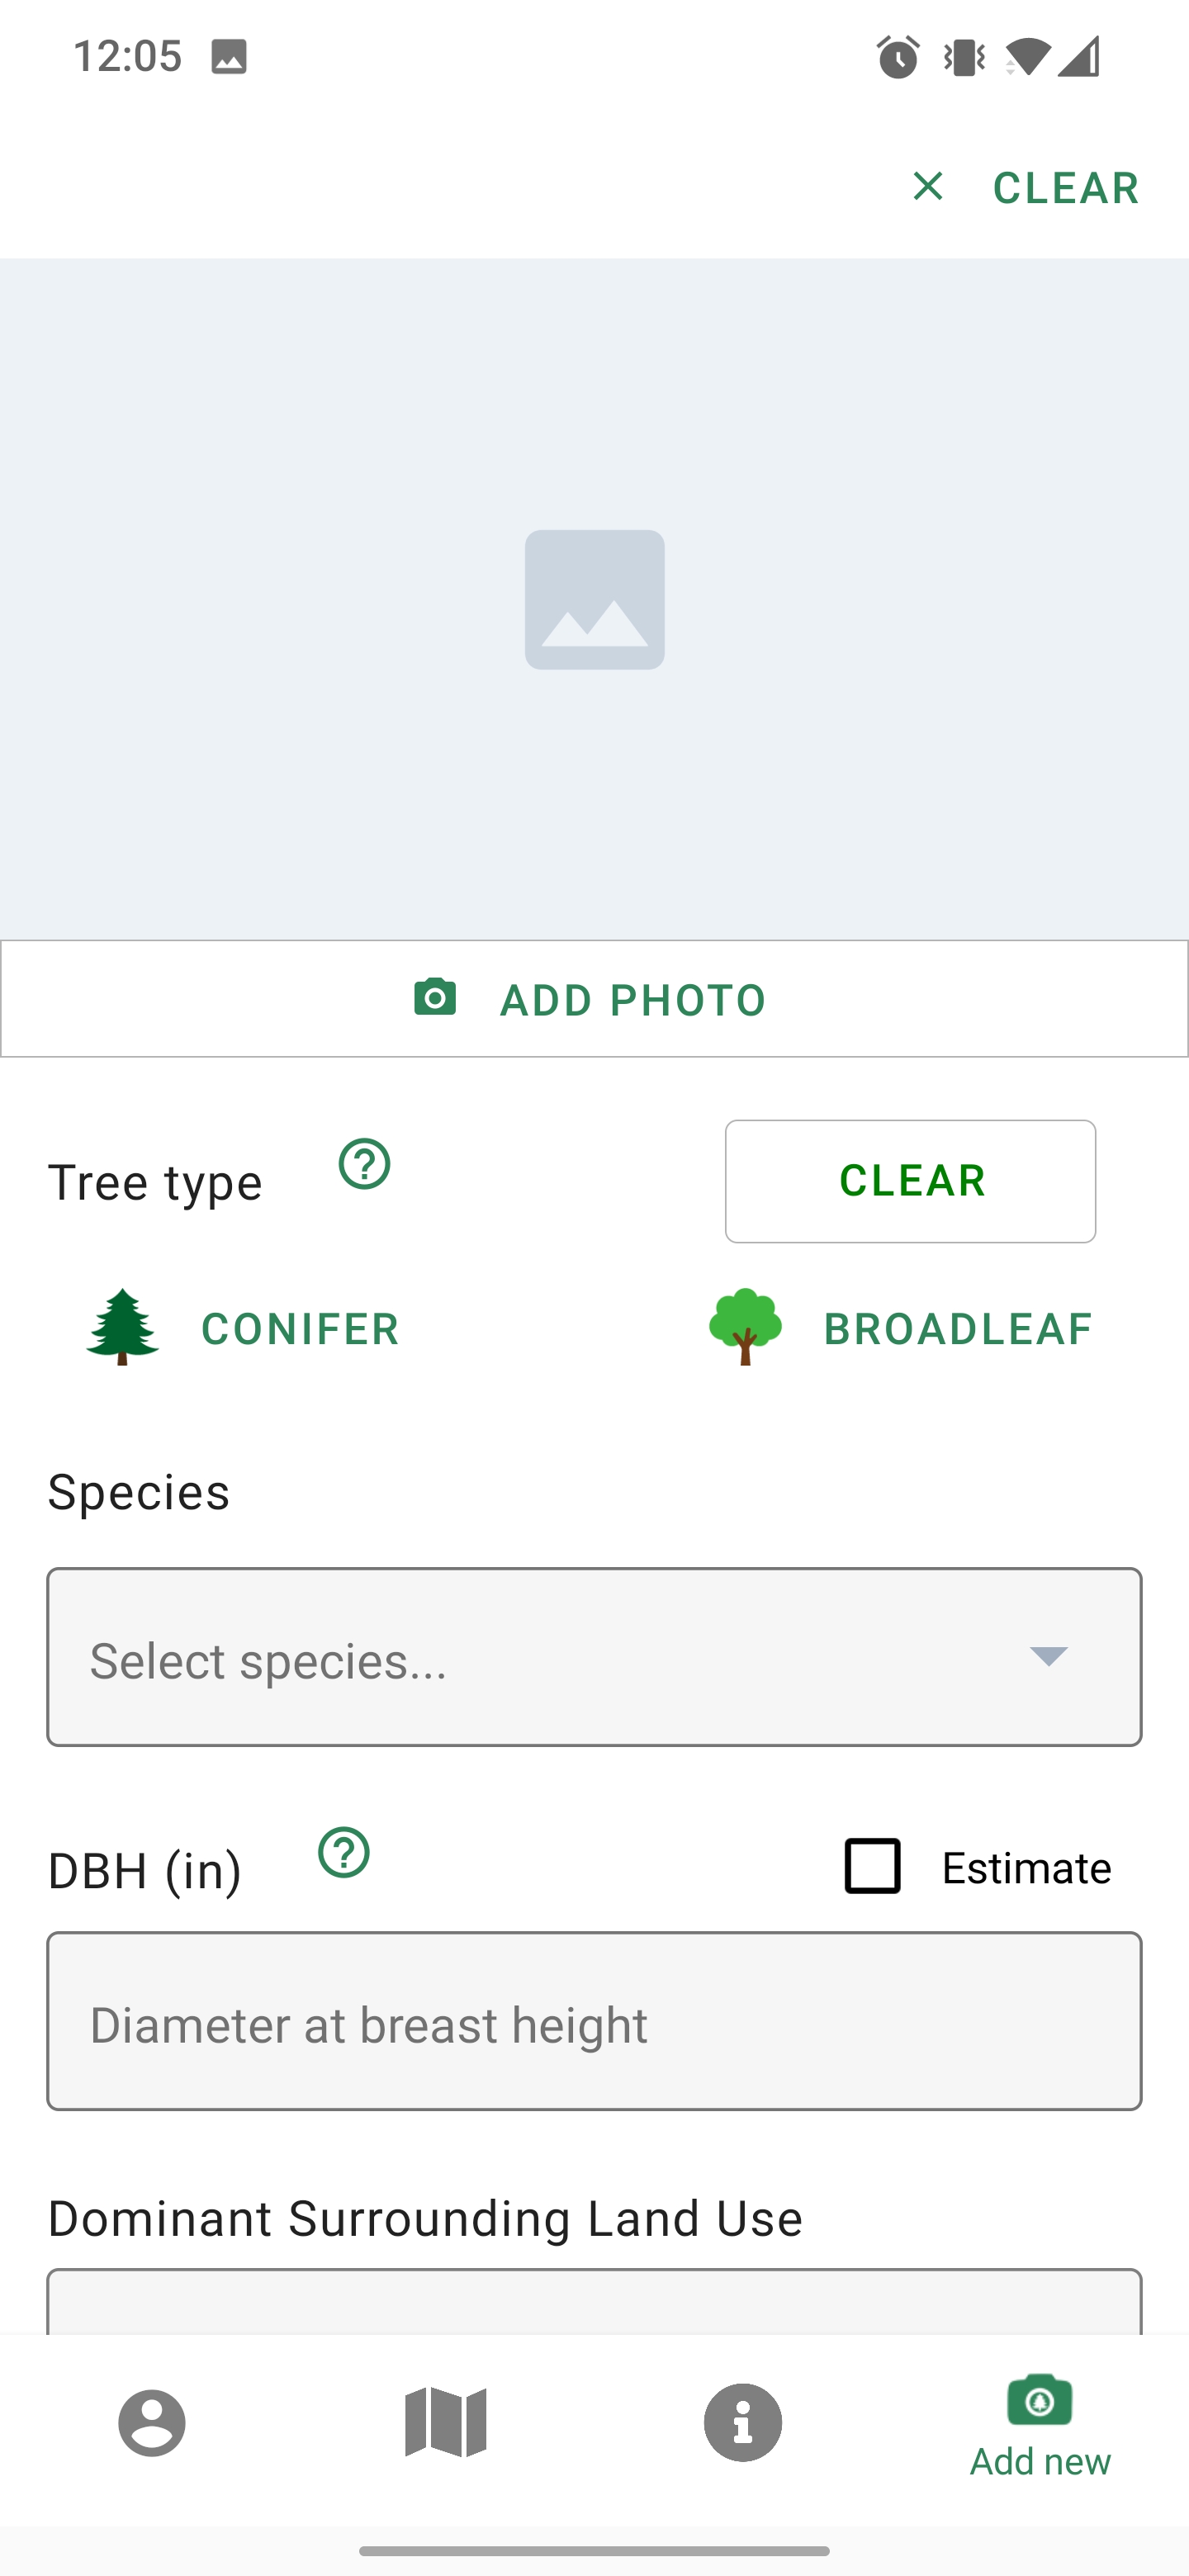 12:05
CLEAR
ADD PHOTO
Tree type
CLEAR
CONIFER
BROADLEAF
Species
Select species...
DBH (in)
Estimate
Diameter at breast height
Dominant Surrounding Land Use
Add new